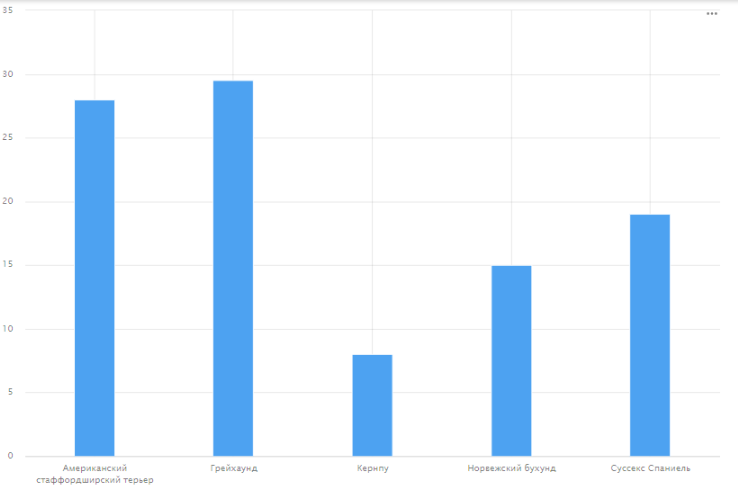 35
30
25
20
15
10
5
0
Американский
стаффордширский терьер
Грейхаунд
Кернпу
Норвежский бухунд
Суссекс Спаниель